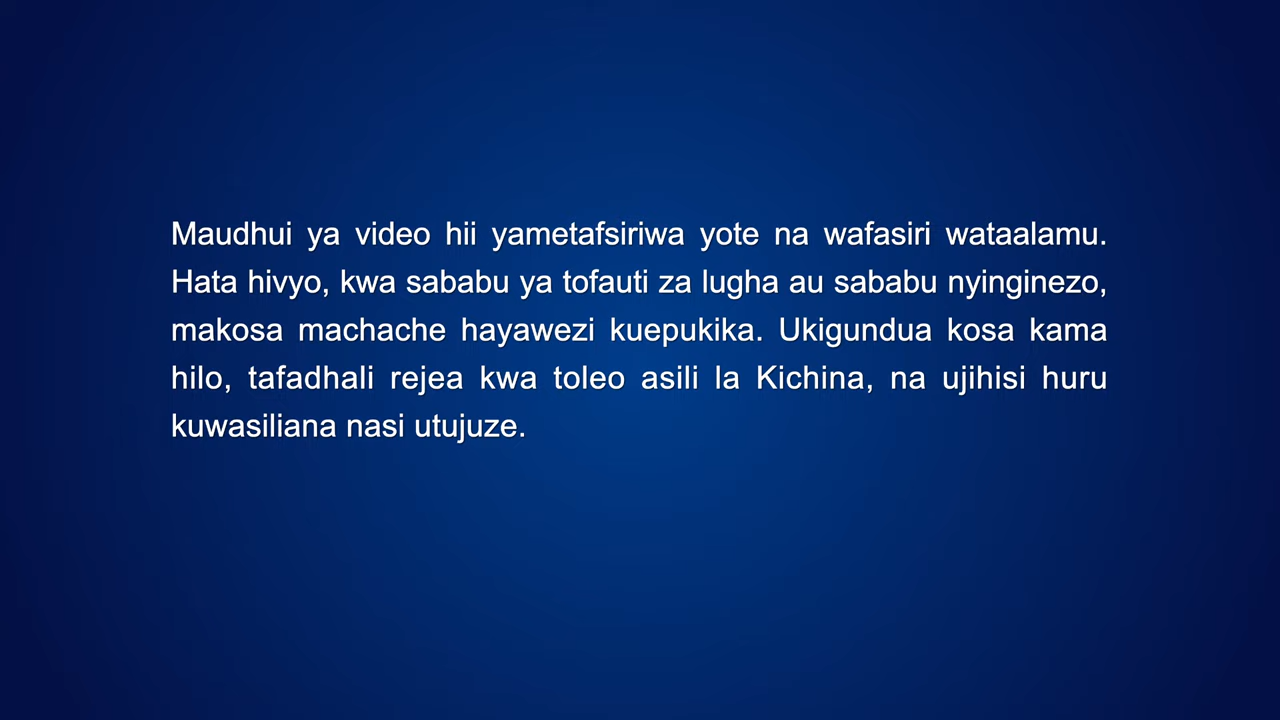 Maudhui ya video hii yametafsiriwa yote na wafasiri wataalamu.
Hata hivyo, kwa sababu ya tofauti za lugha au sababu nyinginezo,
makosa machache hayawezi kuepukika. Ukigundua kosa kama
hilo, tafadhali rejea kwa toleo asili la Kichina, na ujihisi huru
kuwasiliana nasi utujuze.